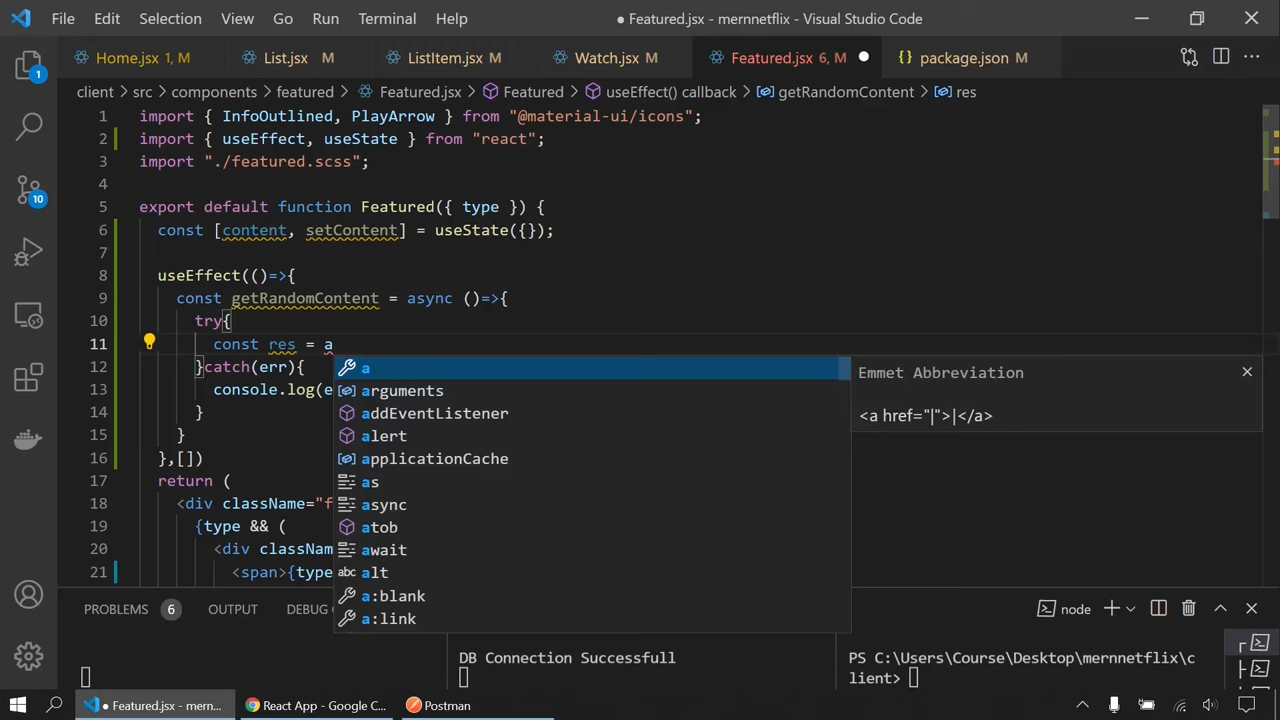 File Edit Selection View Go Run Terminal Help ● Featured.jsx - mernnetflix - Visual Studio Code
Home.jsx 1, M List.jsx M ListItem.jsx M Watch.jsx M Featured.jsx 6, M ● {} package.json M ...
client > src > components > featured > Featured.jsx > Featured > useEffect() callback > getRandomContent > res
1 import { InfoOutlined, PlayArrow } from "@material-ui/icons";
2 import { useEffect, useState } from "react";
3 import "./featured.scss";
4
5 export default function Featured({ type }) {
6 const [content, setContent] = useState({});
7
8 useEffect(()=>{
9 const getRandomContent = async ()=>{
10 try{
11 const res = a
12 }catch(err){
13 console.log(e
14 }
15 }
16 },[])
17 return (
18 <div className="f
19 {type && (
20 <div classNam
21 <span>{type
a
arguments
addEventListener
alert
applicationCache
as
async
atob
await
abc alt
a:blank
a:link
Emmet Abbreviation
<a href="|">|</a>
1
10
PROBLEMS 6 OUTPUT DEBUG node
DB Connection Successfull
PS C:\Users\Course\Desktop\mernnetflix\c
lient>
● Featured.jsx - mern... React App - Google C... Postman